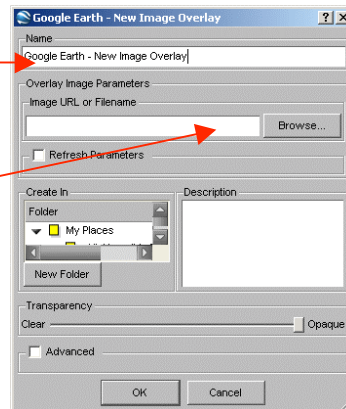 Google Earth - New Image Overlay
Name
Google Earth - New Image Overlay
Overlay Image Parameters
Image URL or Filename
Browse...
Refresh Parameters
Create In
Description
Folder
My Places
New Folder
Transparency
Clear
Opaque
Advanced
OK
Cancel